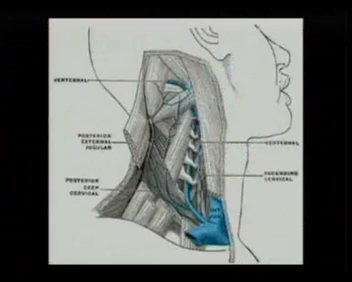 VERTEBRAL
POSTERIOR
EXTERNAL
JUGULAR
POSTERIOR
DEEP
CERVICAL
VERTEBRAL
ASCENDING
CERVICAL